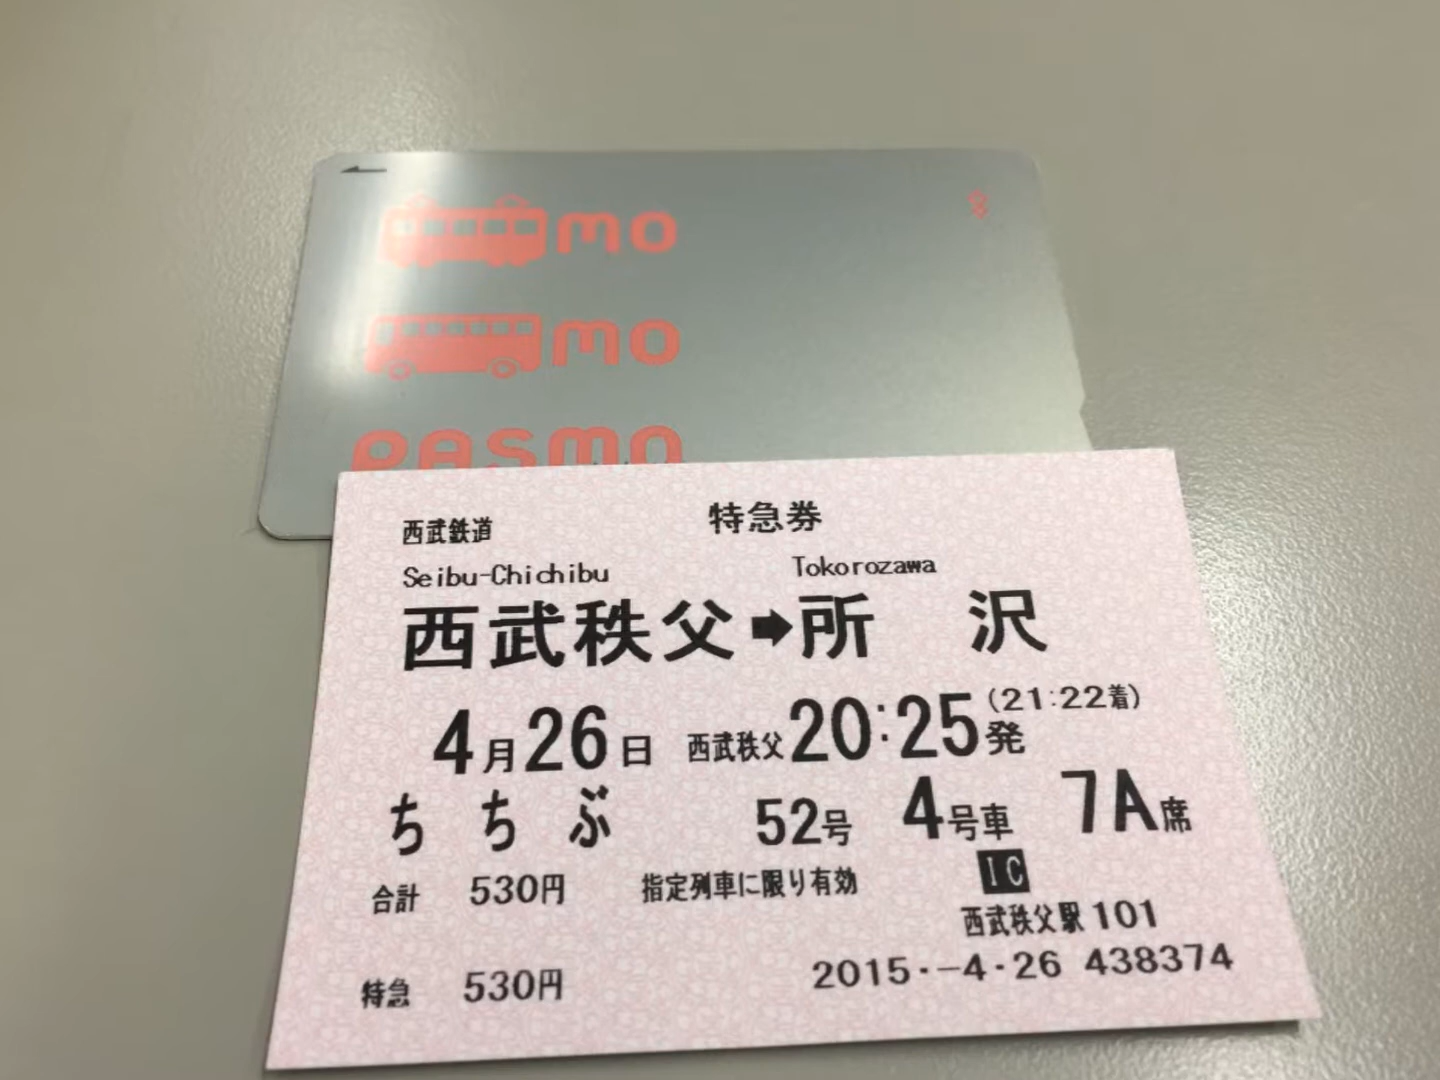 mo
mo
PASMO
西武鉄道 特急券
Seibu-Chichibu Tokorozawa
西武秩父➡所沢
4月26日 西武秩父20:25発(21:22着)
ちちぶ 52号 4号車 7A席
合計 530円 指定列車に限り有効 IC
西武秩父駅101
特急 530円 2015.-4.26 438374